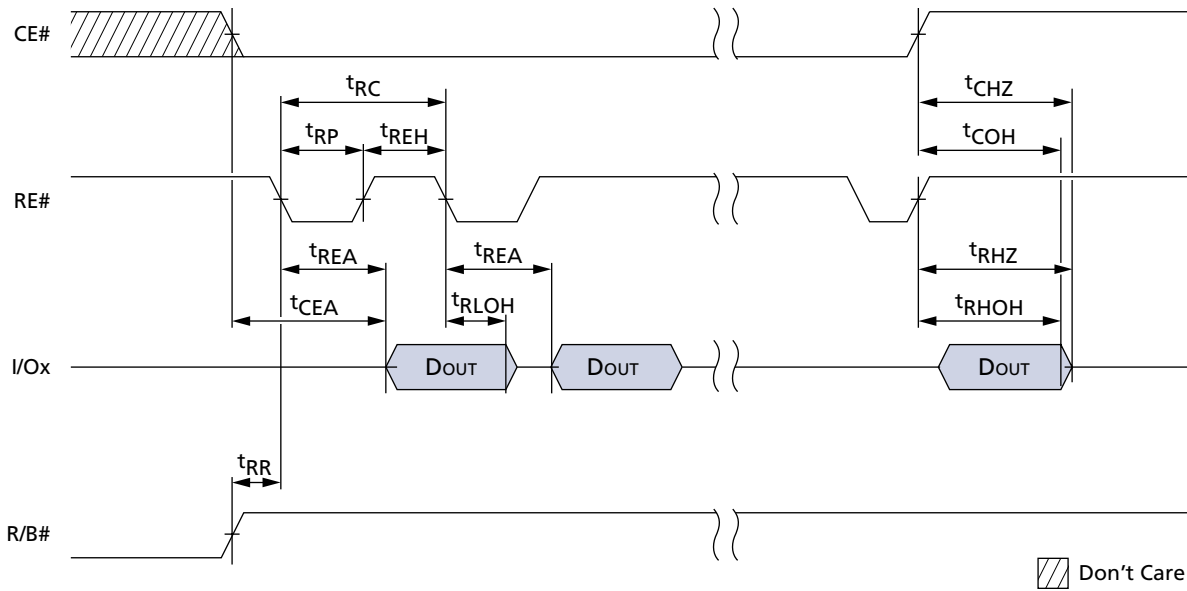 CE#
tRC
tCHZ
tRP
tREH
tCOH
RE#
tREA
tREA
tRHZ
tCEA
tRLOH
tRHOH
I/Ox
DOUT
DOUT
DOUT
tRR
R/B#
Don't Care